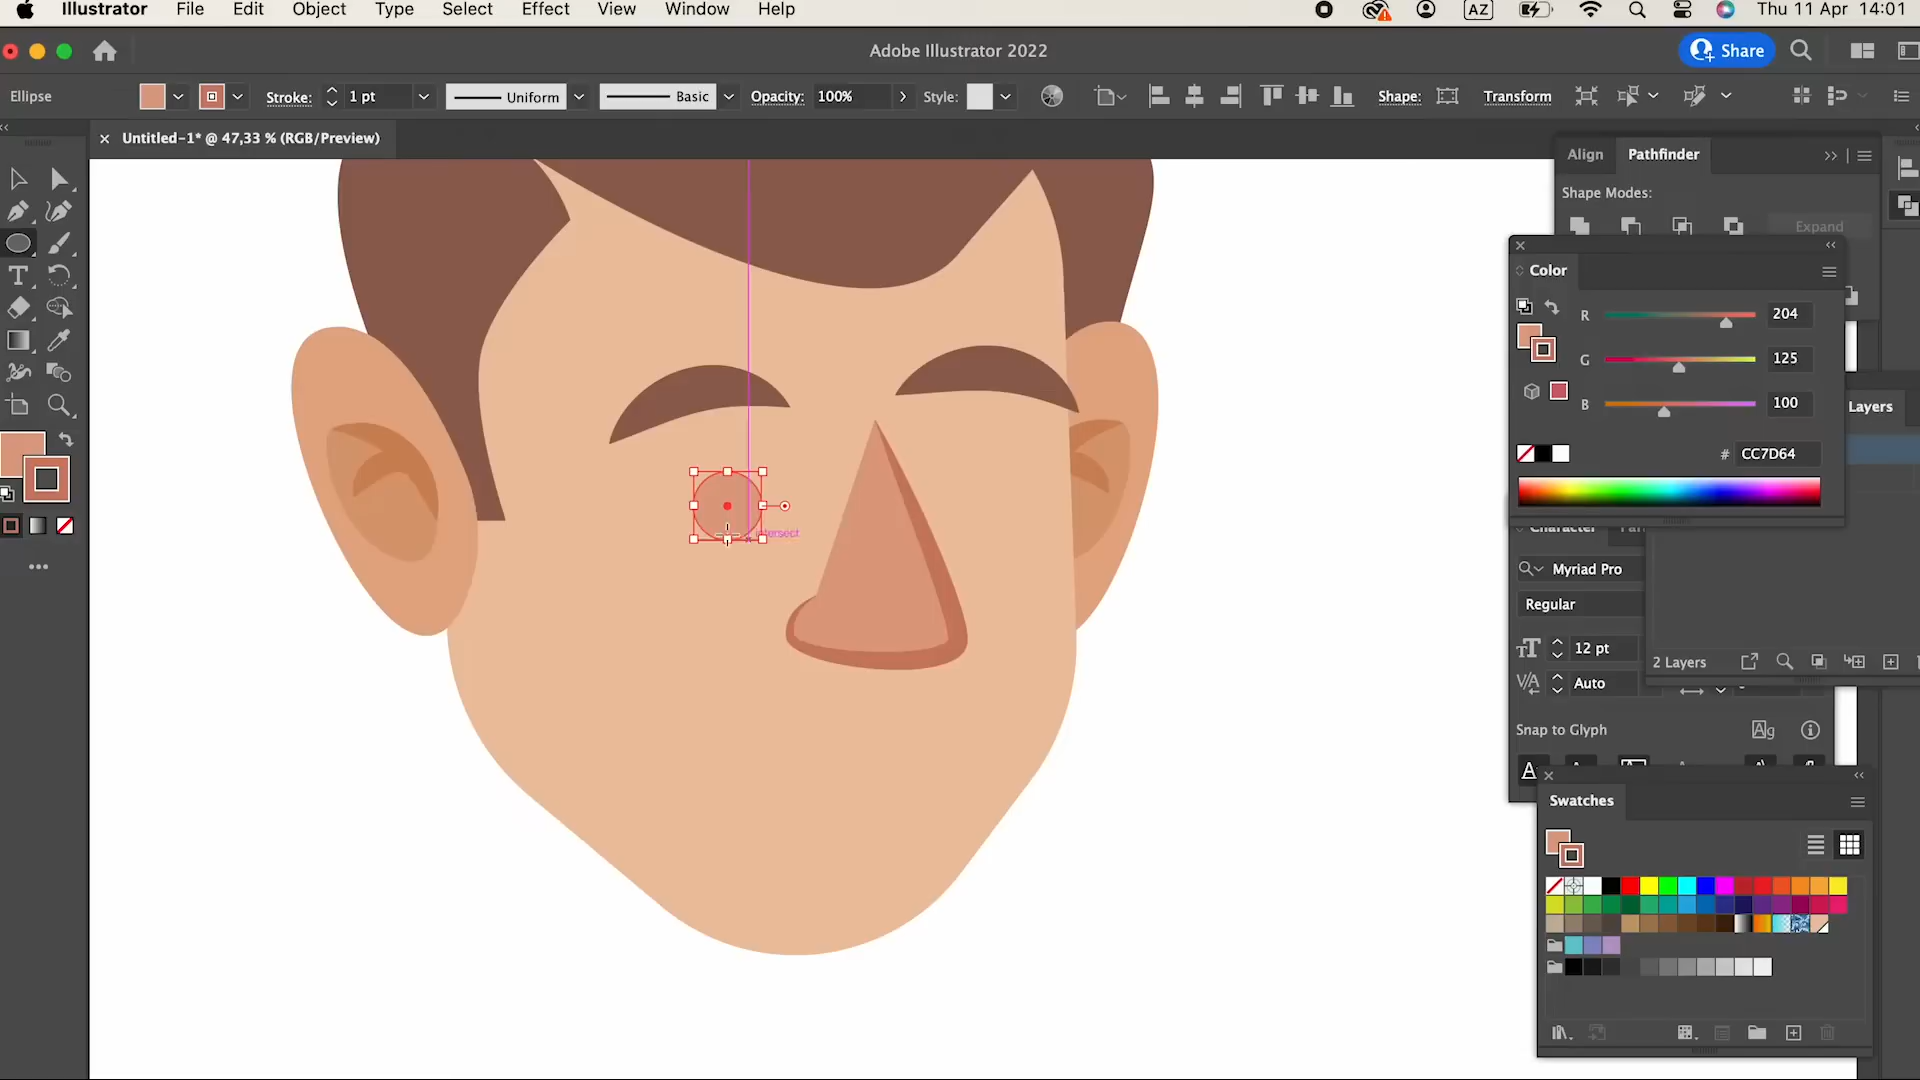 Illustrator File Edit Object Type Select Effect View Window Help AZ Thu 11 Apr 14:01
Adobe Illustrator 2022 Share
Ellipse Stroke: 1 pt Uniform Basic Opacity: 100% Style: Shape: Transform
× Untitled-1* @ 47,33 % (RGB/Preview)
Align Pathfinder
Shape Modes:
Expand
Color
R 204
G 125
B 100
# CC7D64
Layers
intersect
Character
Myriad Pro
Regular
12 pt
Auto
2 Layers
Snap to Glyph
Swatches